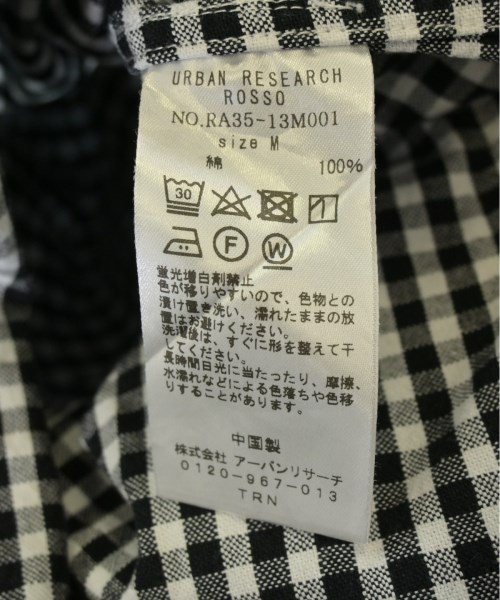 URBAN RESEARCH
ROSSO
NO.RA35-13M001
size M
綿 100%
30
F W
蛍光増白剤禁止
色が移りやすいので、色物との
漬け置き洗い、濡れたままの放
置はお避けください。
洗濯後は、すぐに形を整えて干
してください。
長時間日光に当たったり、摩擦、
水濡れなどによる色落ちや色移
りすることがあります。
中国製
株式会社 アーバンリサーチ
0120-967-013
TRN